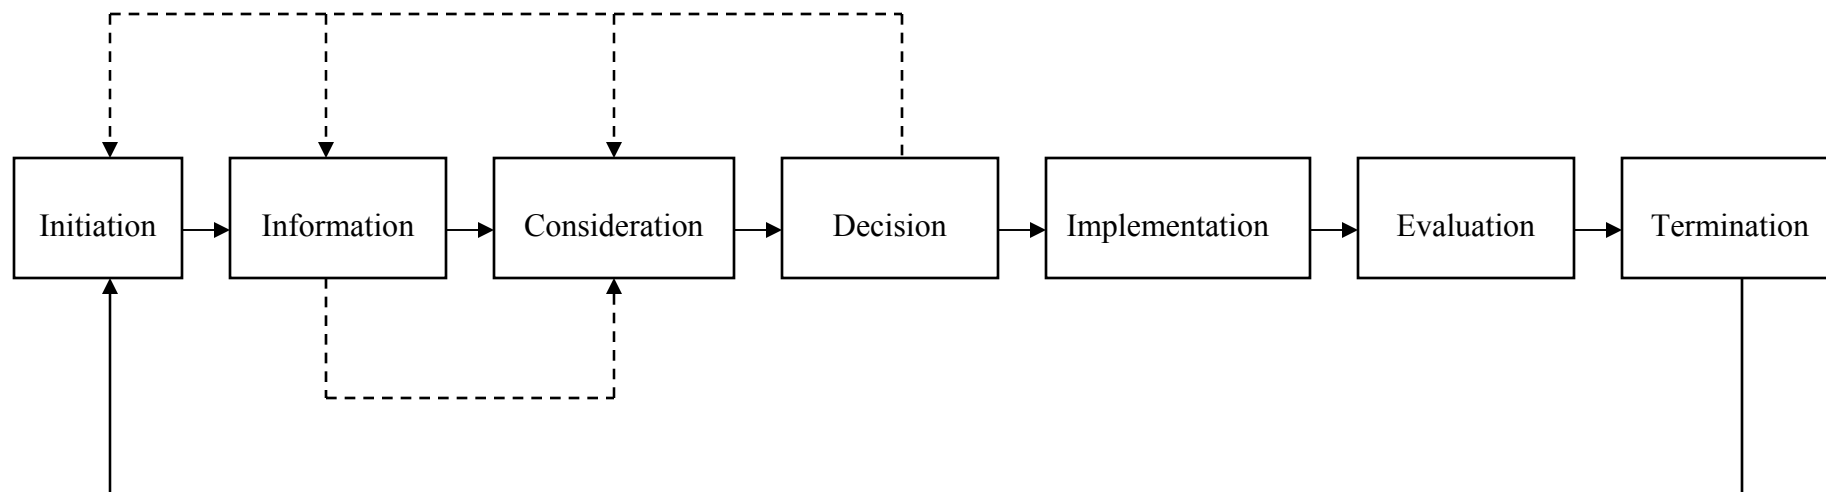 Initiation
Information
Consideration
Decision
Implementation
Evaluation
Termination